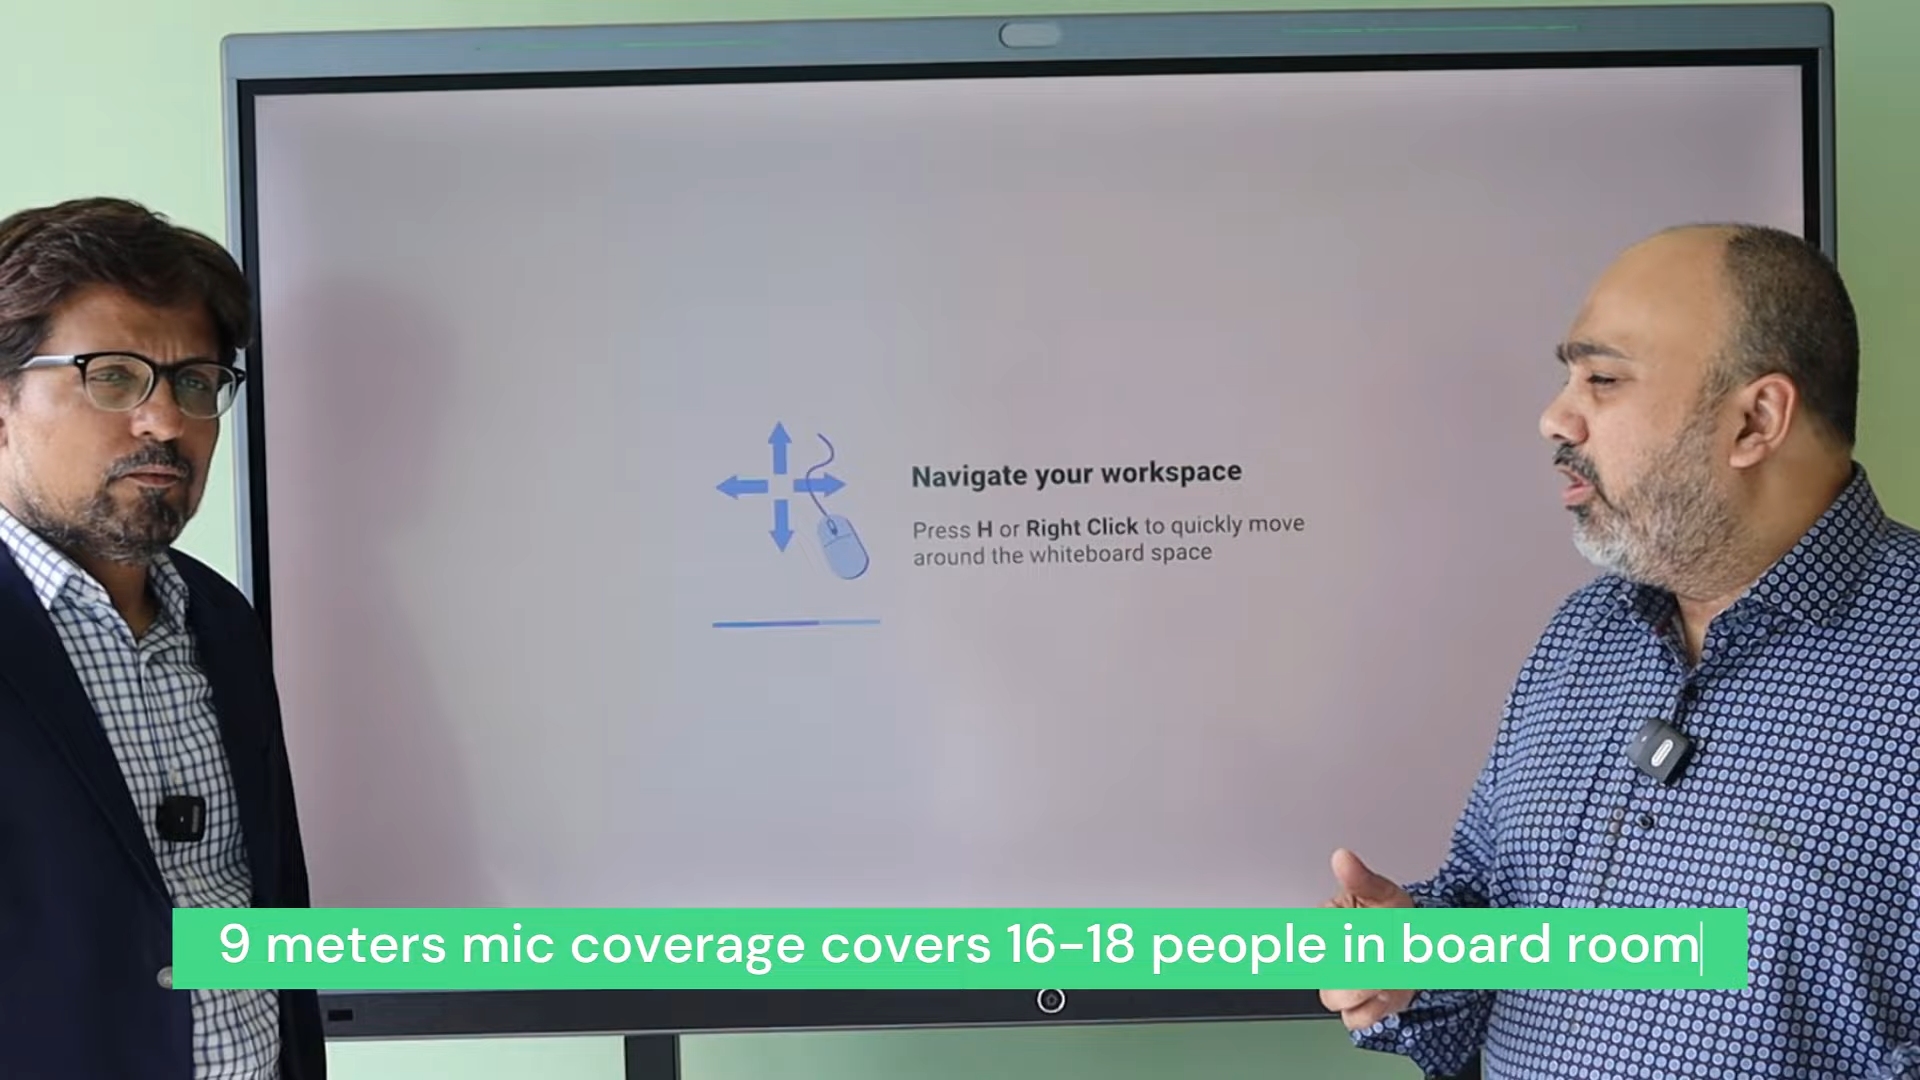 Navigate your workspace
Press H or Right Click to quickly move
around the whiteboard space
9 meters mic coverage covers 16-18 people in board room